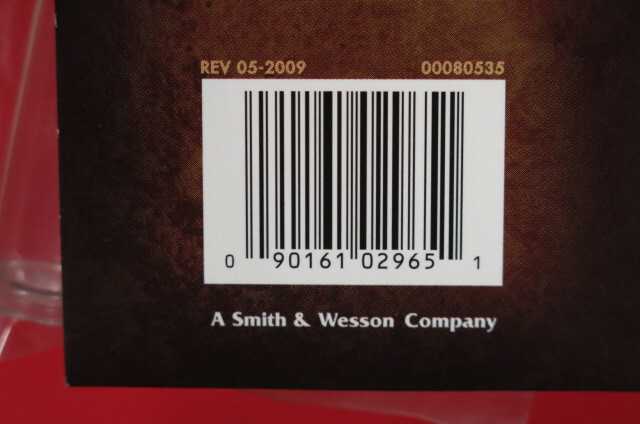 REV 05-2009 00080535
0 90161 02965 1
A Smith & Wesson Company